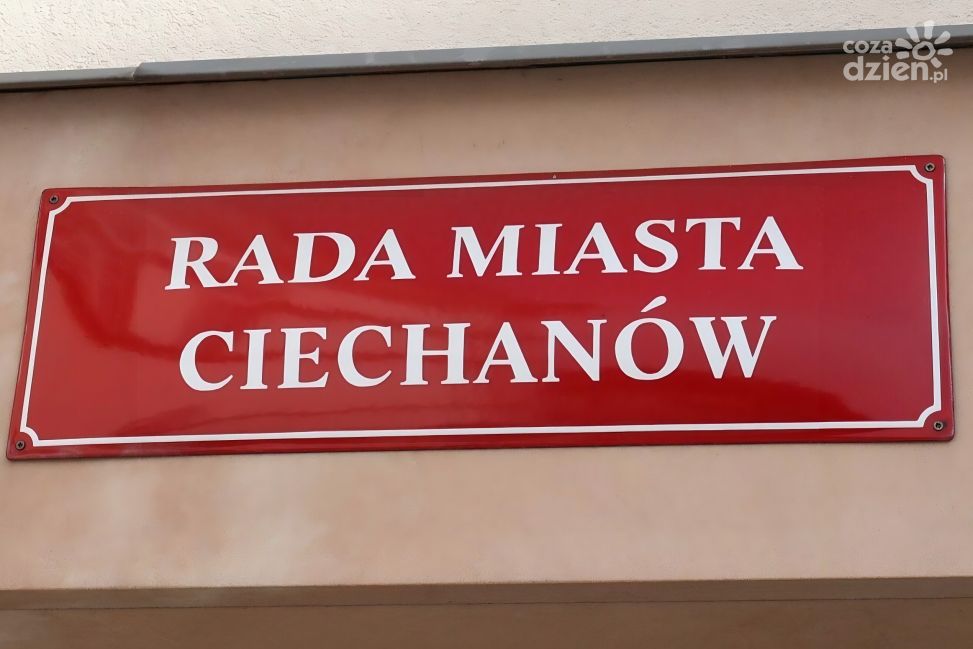 coza
dzien.pl
RADA MIASTA
CIECHANÓW